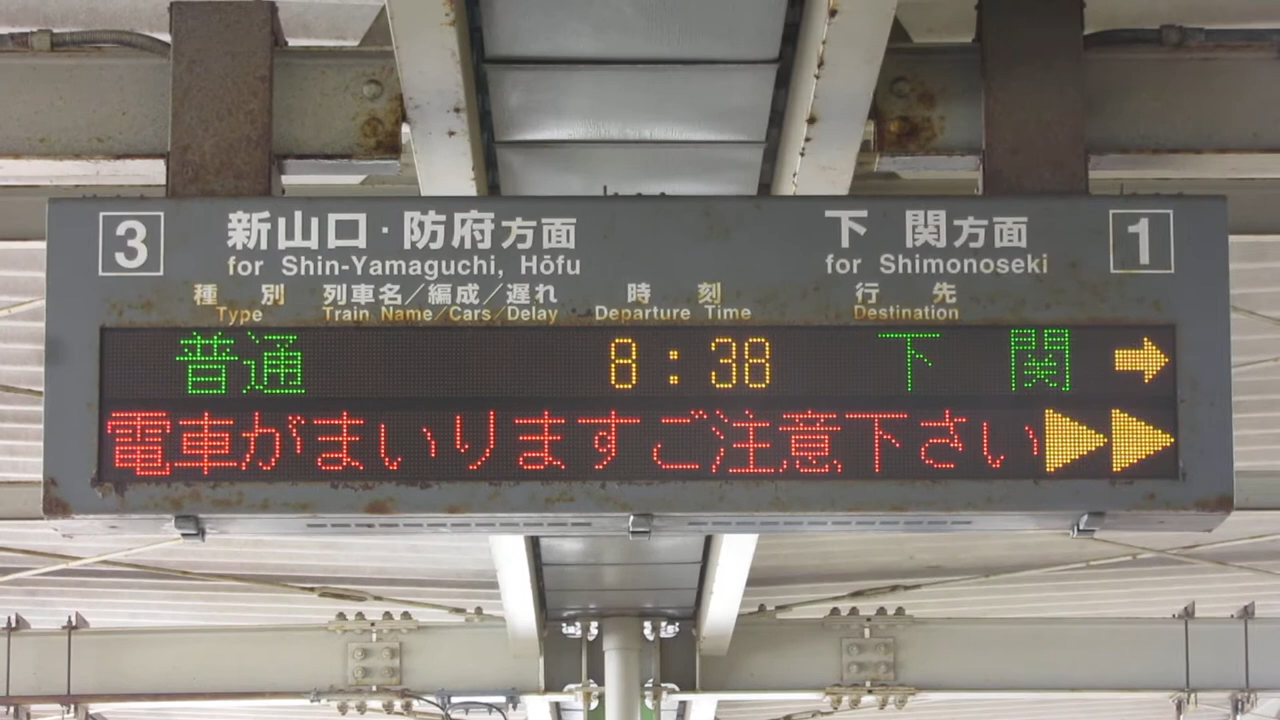 3 新山口・防府方面 下関方面 1
for Shin-Yamaguchi, Hōfu for Shimonoseki
種別 列車名／編成／遅れ 時刻 行先
Type Train Name／Cars／Delay Departure Time Destination
普通 8:38 下関 ➡
電車がまいりますご注意下さい▶▶